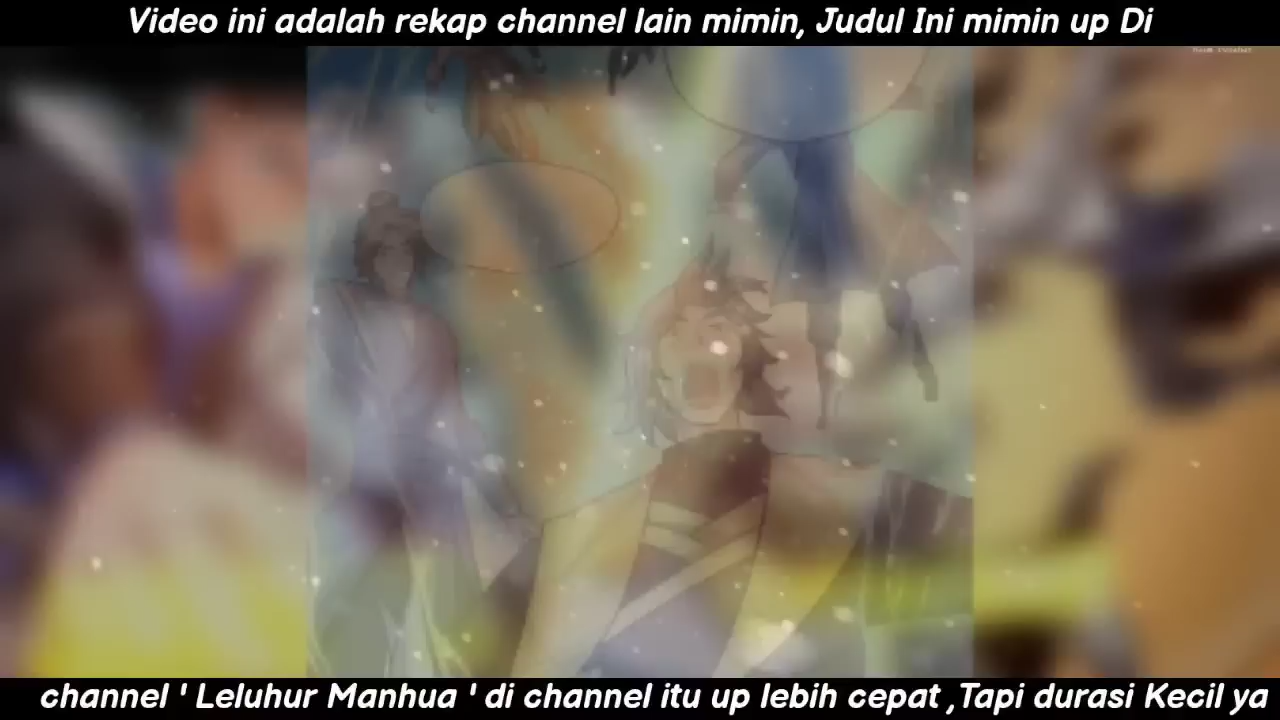 Video ini adalah rekap channel lain mimin, Judul Ini mimin up Di
channel ' Leluhur Manhua ' di channel itu up lebih cepat ,Tapi durasi Kecil ya